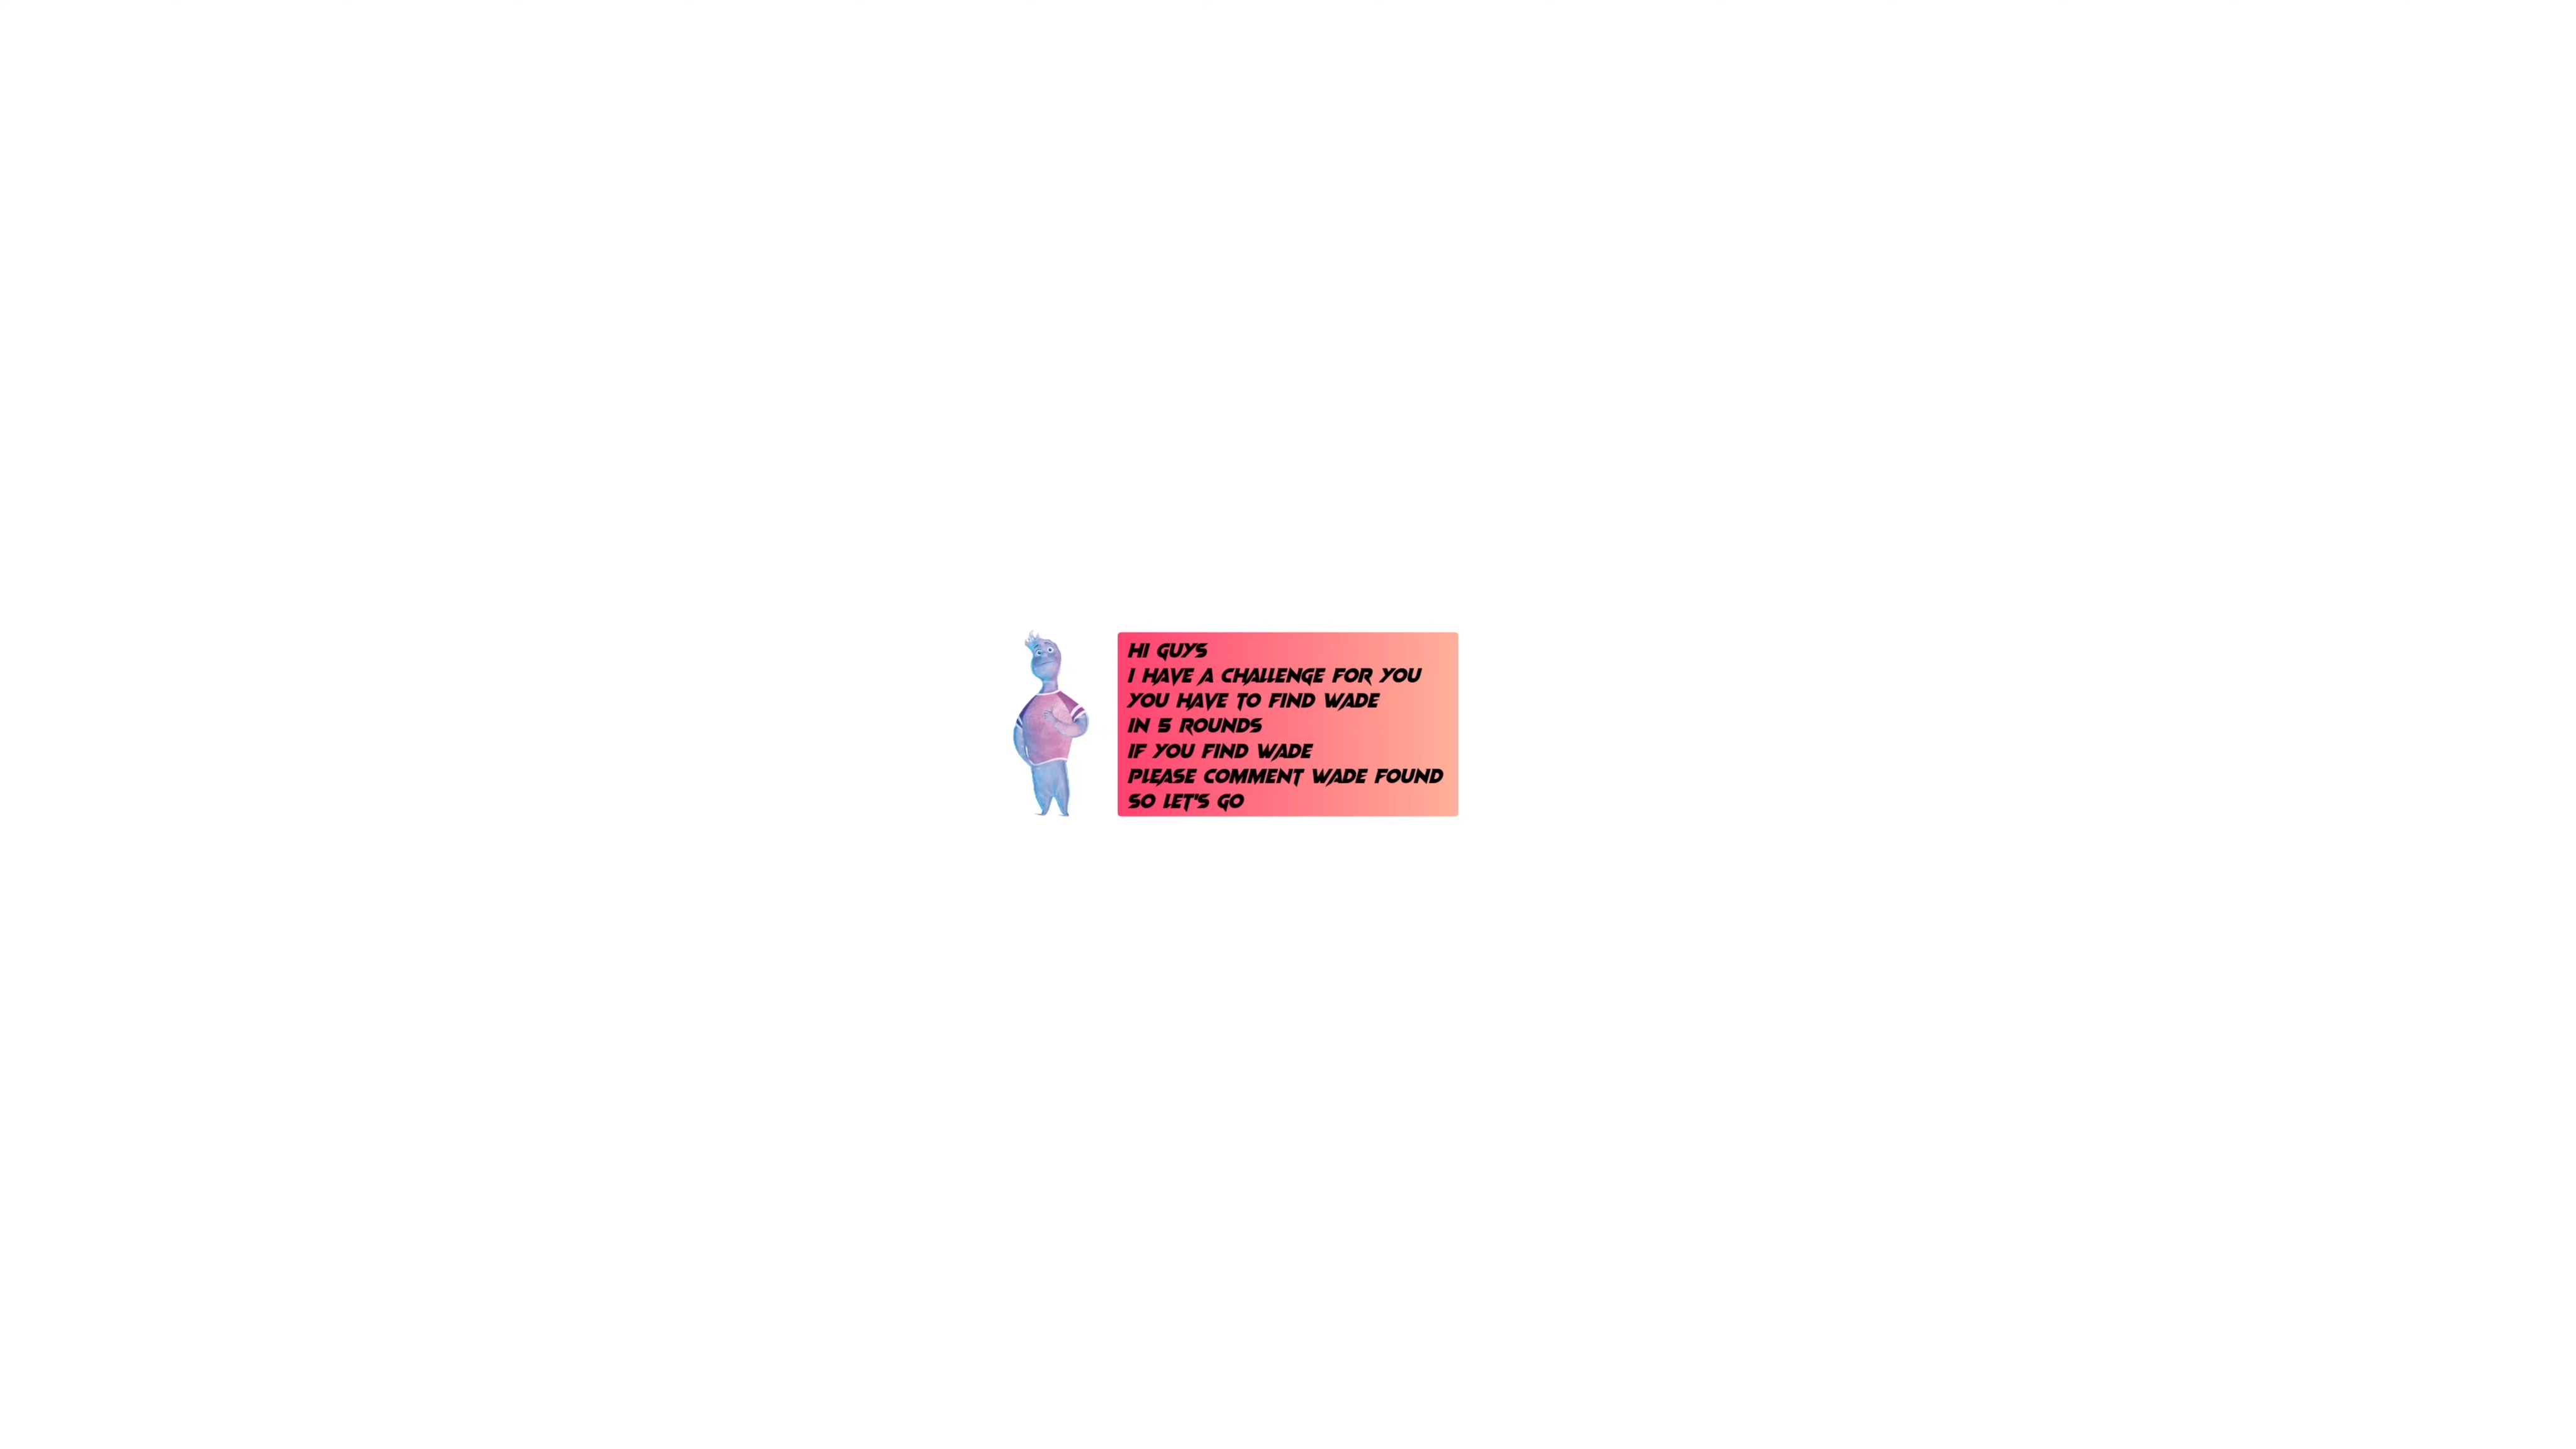 HI GUYS
I HAVE A CHALLENGE FOR YOU
YOU HAVE TO FIND WADE
IN 5 ROUNDS
IF YOU FIND WADE
PLEASE COMMENT WADE FOUND
SO LET'S GO